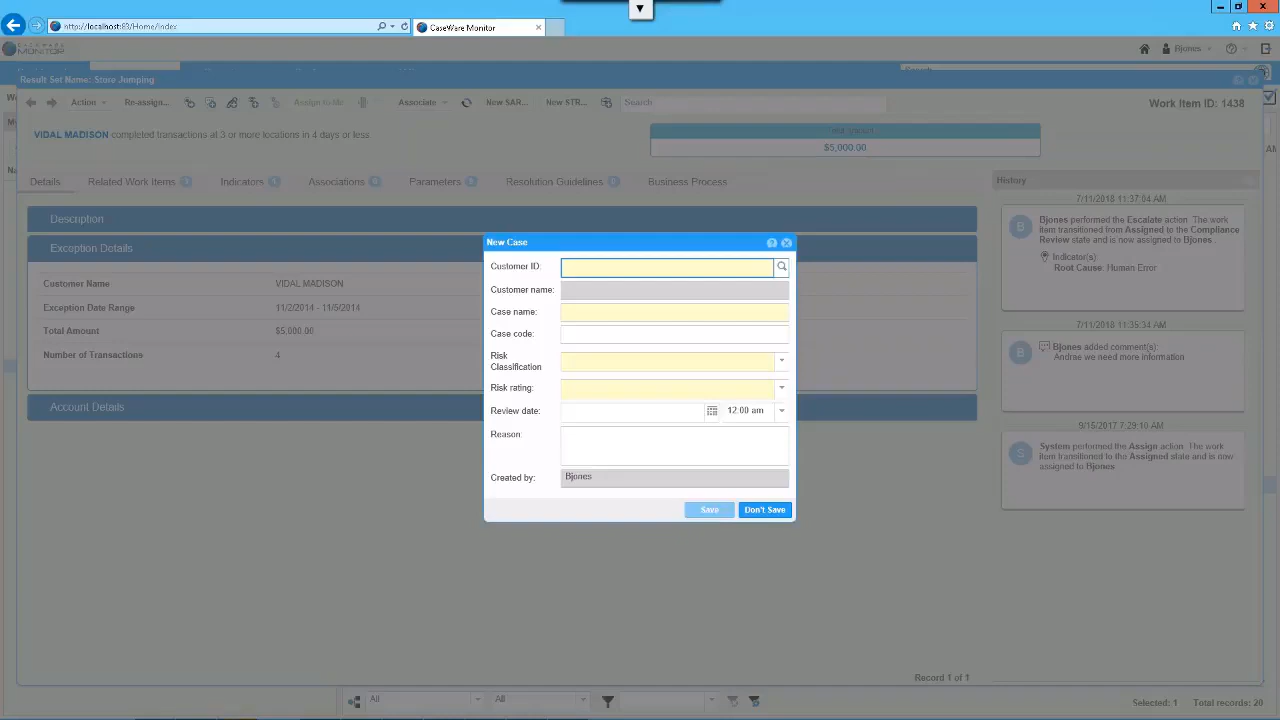 ▼
http://localhost:83/Home/Index
CaseWare Monitor
MONITOR
Bjones
Result Set Name: Store Jumping
Action
Re-assign...
Assign to file
Associate
New SAR...
New STR...
Search
Work Item ID: 1438
VIDAL MADISON completed transactions at 3 or more locations in 4 days or less
Total Amount
$5,000.00
Details
Related Work Items
Indicators
Associations
Parameters
Resolution Guidelines
Business Process
History
Description
Exception Details
Customer Name VIDAL MADISON
Exception Date Range 11/2/2014 - 11/5/2014
Total Amount $5,000.00
Number of Transactions 4
Account Details
7/11/2018 11:37:04 AM
B
Bjones performed the Escalate action. The work
item transitioned from Assigned to the Compliance
Review state and is now assigned to Bjones.
Indicator(s):
Root Cause: Human Error
7/11/2018 11:35:34 AM
B
Bjones added comment(s):
Andrae we need more information
9/15/2017 7:29:10 AM
S
System performed the Assign action. The work
item transitioned to the Assigned state and is now
assigned to Bjones
New Case
Customer ID:
Customer name:
Case name:
Case code:
Risk
Classification
Risk rating:
Review date: 12:00 am
Reason:
Created by: Bjones
Save
Don't Save
Record 1 of 1
All
All
Selected: 1
Total records: 20